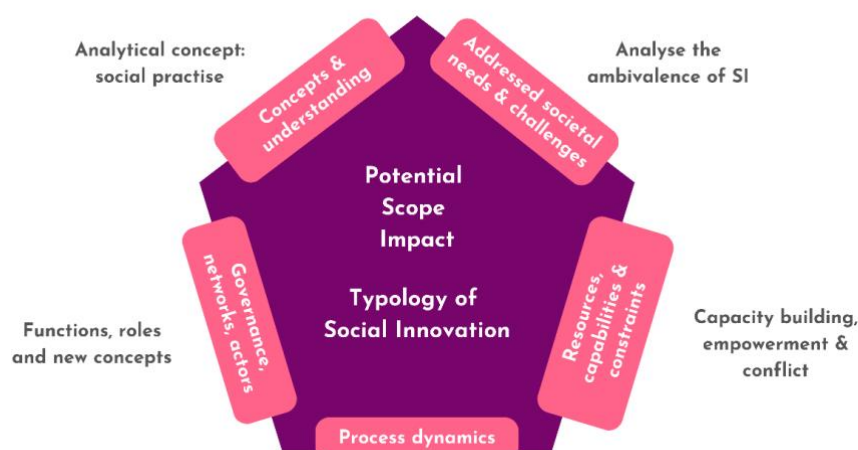 Analytical concept:
social practise
Concepts &
understanding
Addressed societal
needs & challenges
Analyse the
ambivalence of SI
Potential
Scope
Impact
Typology of
Social Innovation
Governance,
networks, actors
Functions, roles
and new concepts
Resources,
capabilities &
constraints
Capacity building,
empowerment &
conflict
Process dynamics